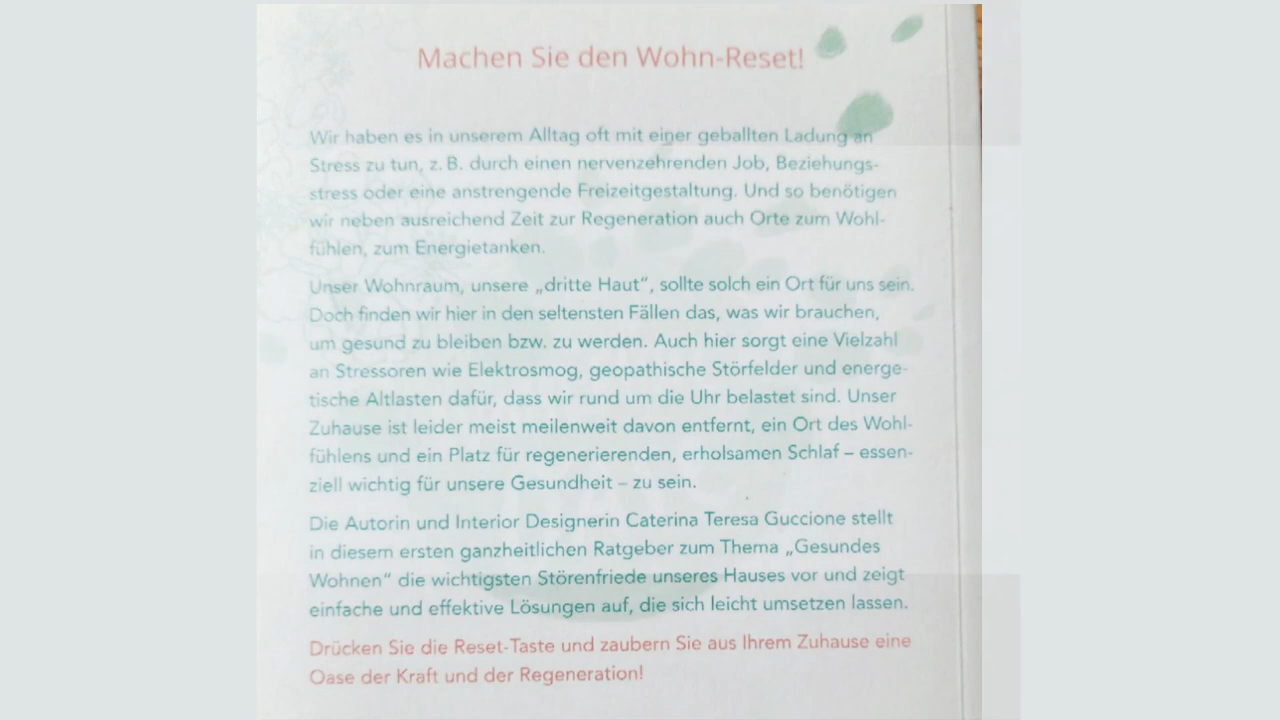 Machen Sie den Wohn-Reset!
Wir haben es in unserem Alltag oft mit einer geballten Ladung an
Stress zu tun, z. B. durch einen nervenzehrenden Job, Beziehungs-
stress oder eine anstrengende Freizeitgestaltung. Und so benötigen
wir neben ausreichend Zeit zur Regeneration auch Orte zum Wohl-
fühlen, zum Energietanken.
Unser Wohnraum, unsere „dritte Haut“, sollte solch ein Ort für uns sein.
Doch finden wir hier in den seltensten Fällen das, was wir brauchen,
um gesund zu bleiben bzw. zu werden. Auch hier sorgt eine Vielzahl
an Stressoren wie Elektrosmog, geopathische Störfelder und energe-
tische Altlasten dafür, dass wir rund um die Uhr belastet sind. Unser
Zuhause ist leider meist meilenweit davon entfernt, ein Ort des Wohl-
fühlens und ein Platz für regenerierenden, erholsamen Schlaf – essen-
ziell wichtig für unsere Gesundheit – zu sein.
Die Autorin und Interior Designerin Caterina Teresa Guccione stellt
in diesem ersten ganzheitlichen Ratgeber zum Thema „Gesundes
Wohnen“ die wichtigsten Störenfriede unseres Hauses vor und zeigt
einfache und effektive Lösungen auf, die sich leicht umsetzen lassen.
Drücken Sie die Reset-Taste und zaubern Sie aus Ihrem Zuhause eine
Oase der Kraft und der Regeneration!